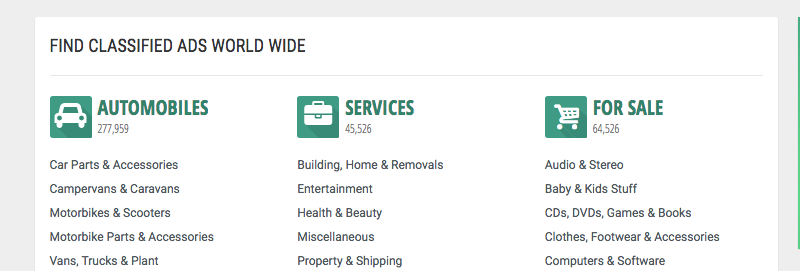 FIND CLASSIFIED ADS WORLD WIDE
AUTOMOBILES
277,959
Car Parts & Accessories
Campervans & Caravans
Motorbikes & Scooters
Motorbike Parts & Accessories
Vans, Trucks & Plant
SERVICES
45,526
Building, Home & Removals
Entertainment
Health & Beauty
Miscellaneous
Property & Shipping
FOR SALE
64,526
Audio & Stereo
Baby & Kids Stuff
CDs, DVDs, Games & Books
Clothes, Footwear & Accessories
Computers & Software